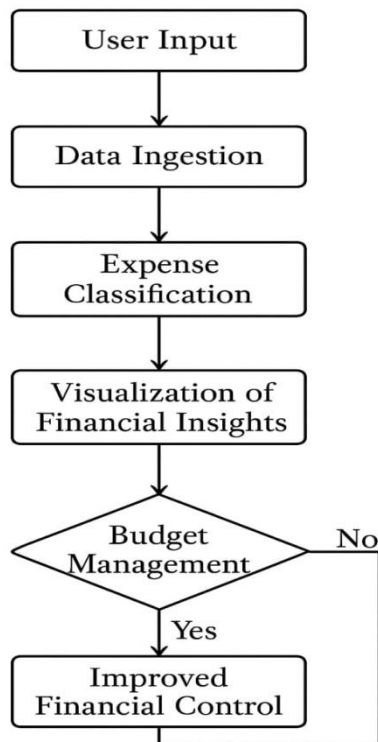 User Input
Data Ingestion
Expense
Classification
Visualization of
Financial Insights
Budget
Management
No
Yes
Improved
Financial Control